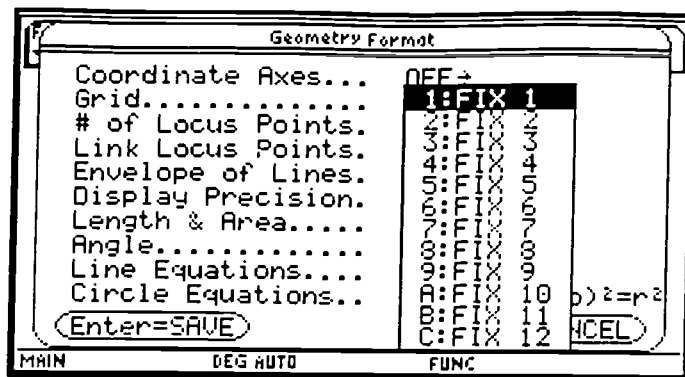 Geometry Format
Coordinate Axes... OFF→
Grid..............
# of Locus Points.
Link Locus Points.
Envelope of Lines.
Display Precision.
Length & Area.....
Angle.............
Line Equations....
Circle Equations..
1:FIX 1
2:FIX 2
3:FIX 3
4:FIX 4
5:FIX 5
6:FIX 6
7:FIX 7
8:FIX 8
9:FIX 9
A:FIX 10
B:FIX 11
C:FIX 12
)²=r²
Enter=SAVE
NCEL
MAIN DEG AUTO FUNC